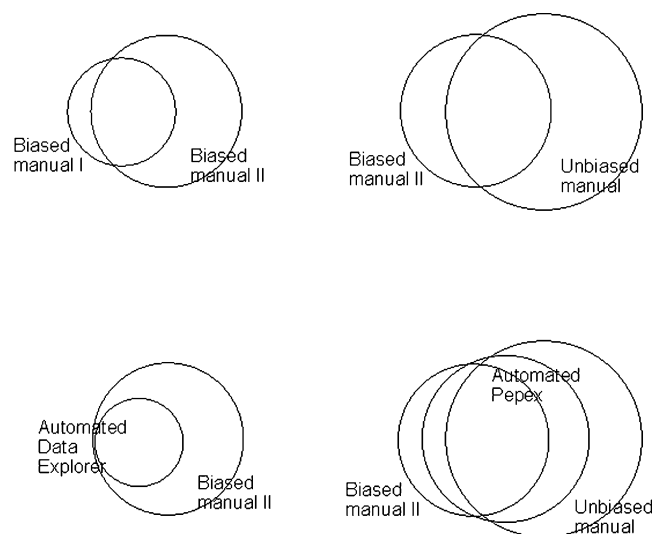 Biased
manual I
Biased
manual II
Biased
manual II
Unbiased
manual
Automated
Data
Explorer
Biased
manual II
Automated
Pepex
Biased
manual II
Unbiased
manual